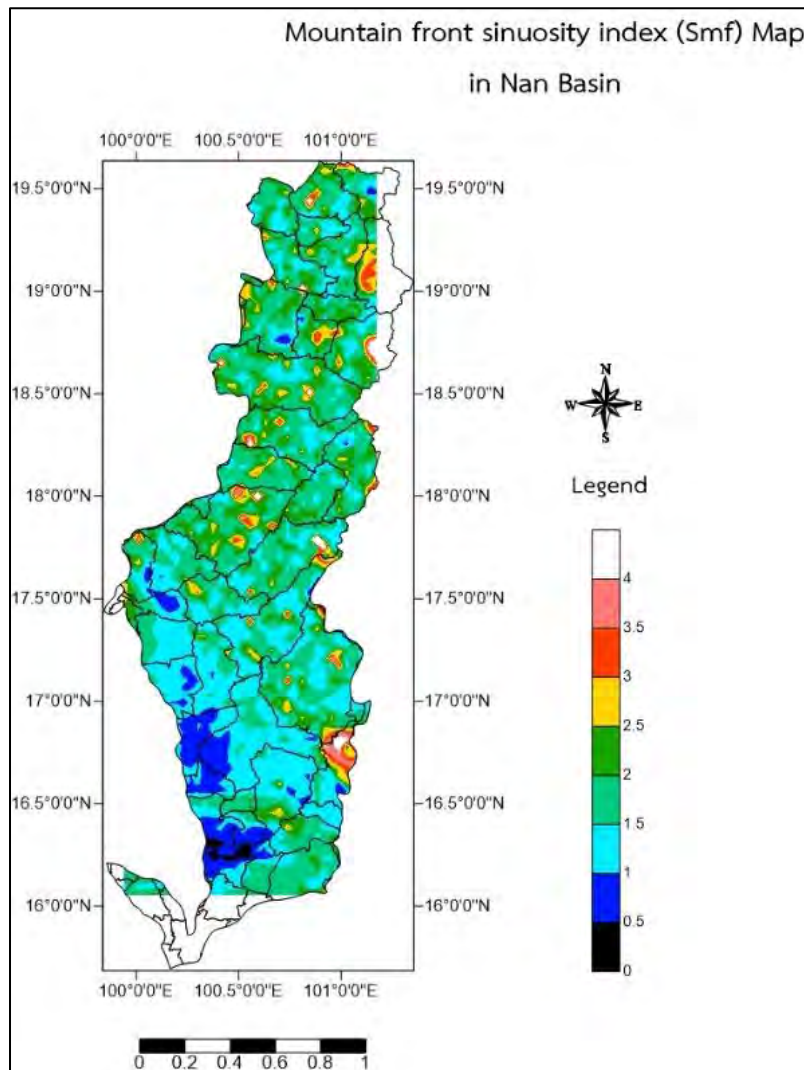 Mountain front sinuosity index (Smf) Map
in Nan Basin
100°0'0"E 100.5°0'0"E 101°0'0"E
19.5°0'0"N 19.5°0'0"N
19°0'0"N 19°0'0"N
18.5°0'0"N 18.5°0'0"N
N
W E
S
Legend
18°0'0"N 18°0'0"N
4
17.5°0'0"N 17.5°0'0"N
3.5
3
17°0'0"N 17°0'0"N
2.5
2
16.5°0'0"N 16.5°0'0"N
1.5
1
16°0'0"N 16°0'0"N
0.5
0
100°0'0"E 100.5°0'0"E 101°0'0"E
0 0.2 0.4 0.6 0.8 1